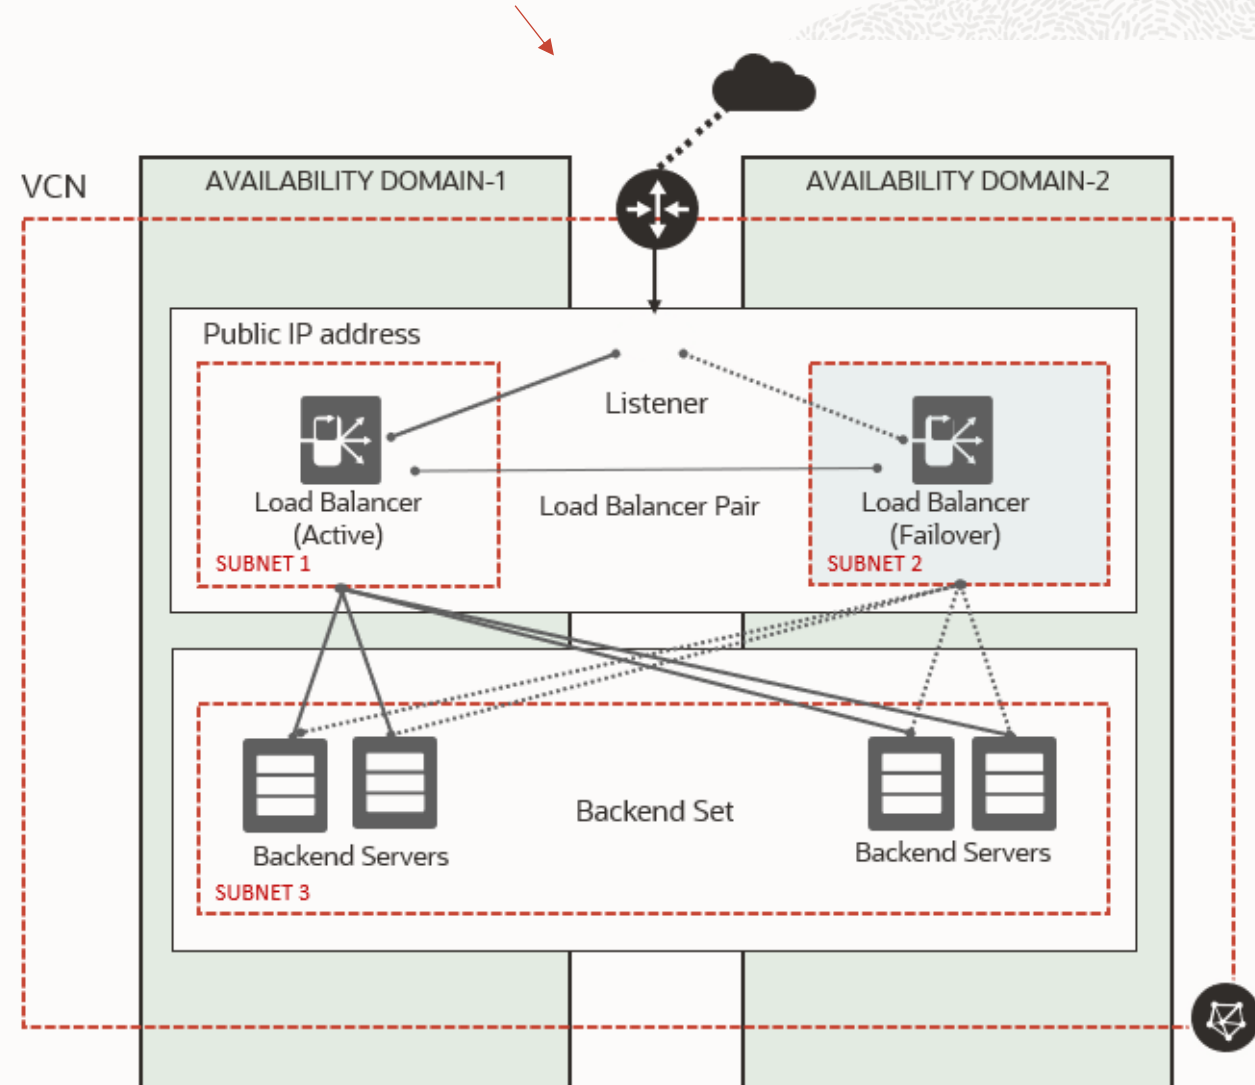 VCN
AVAILABILITY DOMAIN-1
AVAILABILITY DOMAIN-2
Public IP address
Listener
Load Balancer
(Active)
SUBNET 1
Load Balancer Pair
Load Balancer
(Failover)
SUBNET 2
Backend Set
Backend Servers
Backend Servers
SUBNET 3